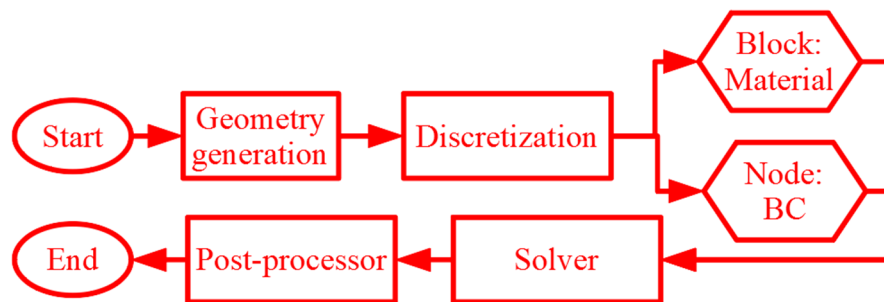 Start
Geometry
generation
Discretization
Block:
Material
Node:
BC
Solver
Post-processor
End